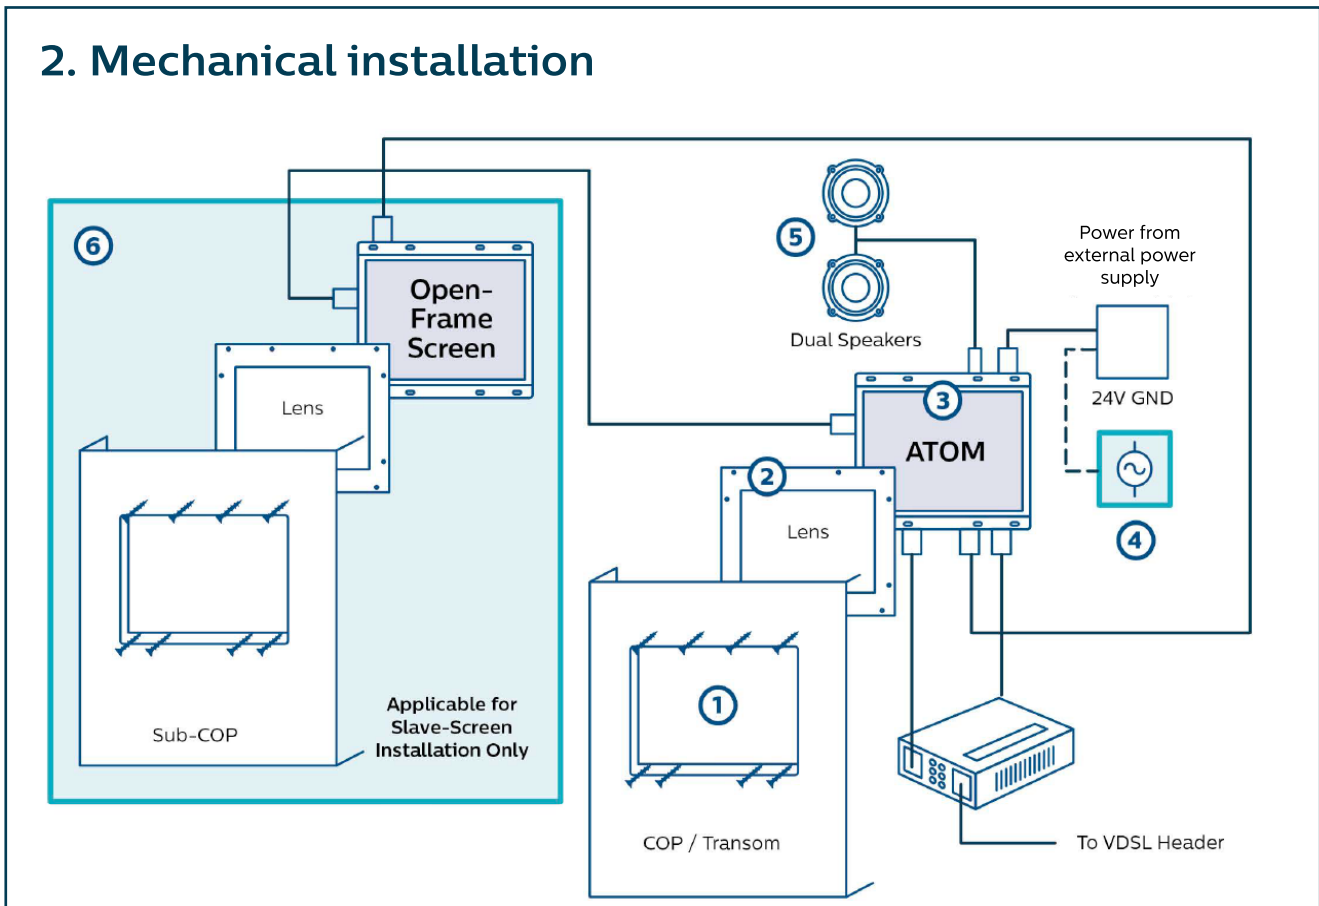 2. Mechanical installation
6
Open-
Frame
Screen
Lens
Sub-COP
Applicable for
Slave-Screen
Installation Only
5
Dual Speakers
Power from
external power
supply
24V GND
4
3
ATOM
2
Lens
1
COP / Transom
To VDSL Header